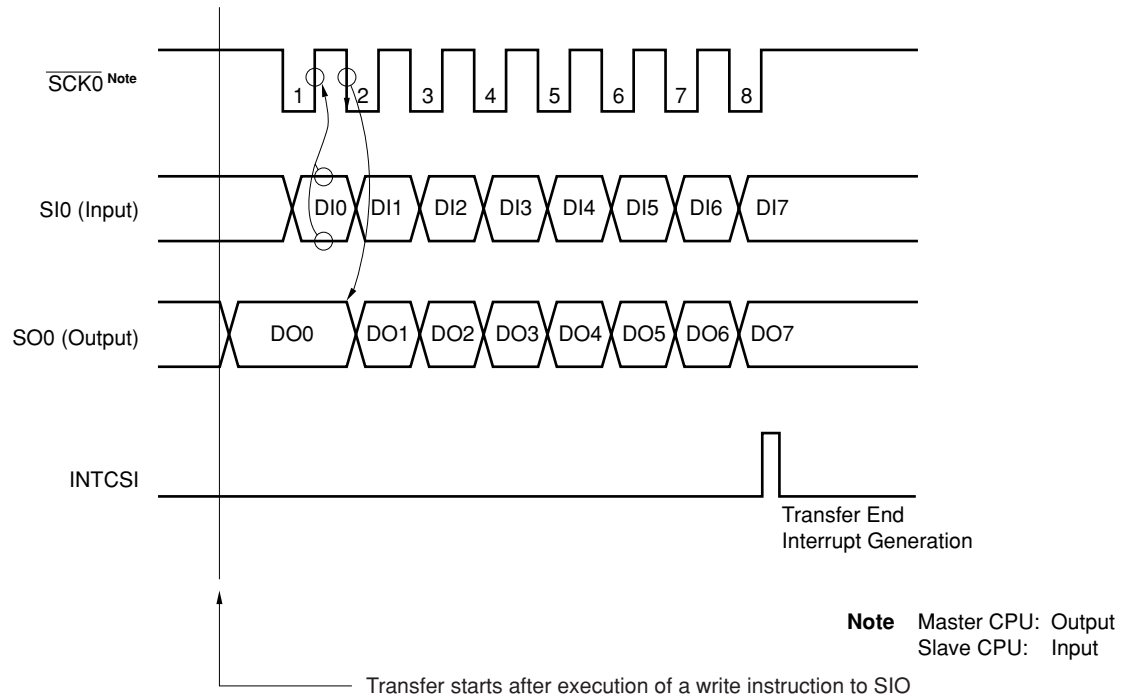 SCK0 Note
1 2 3 4 5 6 7 8
SI0 (Input)
DI0 DI1 DI2 DI3 DI4 DI5 DI6 DI7
SO0 (Output)
DO0 DO1 DO2 DO3 DO4 DO5 DO6 DO7
INTCSI
Transfer End
Interrupt Generation
Note Master CPU: Output
Slave CPU: Input
Transfer starts after execution of a write instruction to SIO